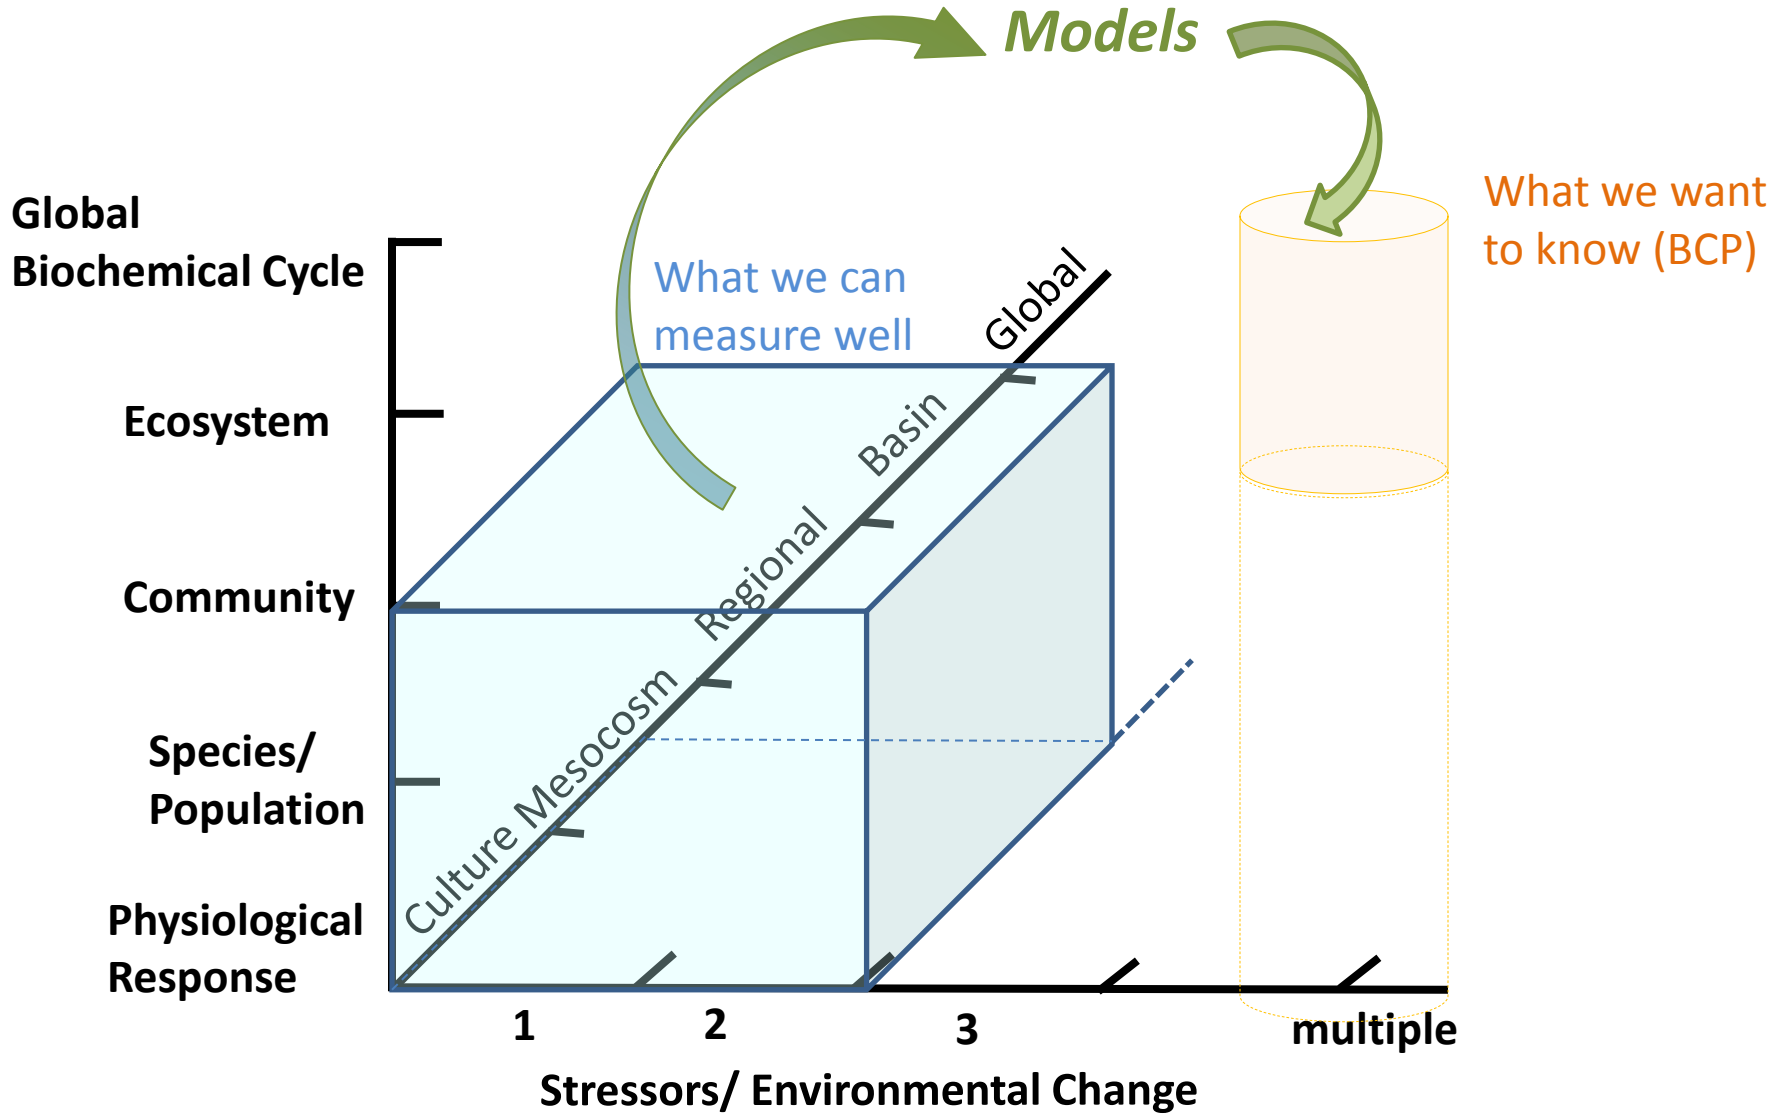 Models
What we want
to know (BCP)
Global
Biochemical Cycle
What we can
measure well
Global
Ecosystem
Basin
Community
Regional
Species/
Population
Mesocosm
Culture
Physiological
Response
1
2
3
multiple
Stressors/ Environmental Change